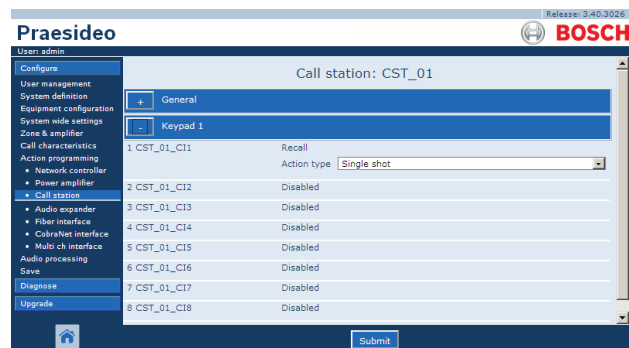 Release: 3.40.3026
Praesideo
BOSCH
User: admin
Configure
User management
System definition
Equipment configuration
System wide settings
Zone & amplifier
Call characteristics
Action programming
• Network controller
• Power amplifier
• Call station
• Audio expander
• Fiber interface
• CobraNet interface
• Multi ch interface
Audio processing
Save
Diagnose
Upgrade
Call station: CST_01
+ General
- Keypad 1
1 CST_01_CI1 Recall
Action type Single shot
2 CST_01_CI2 Disabled
3 CST_01_CI3 Disabled
4 CST_01_CI4 Disabled
5 CST_01_CI5 Disabled
6 CST_01_CI6 Disabled
7 CST_01_CI7 Disabled
8 CST_01_CI8 Disabled
Submit